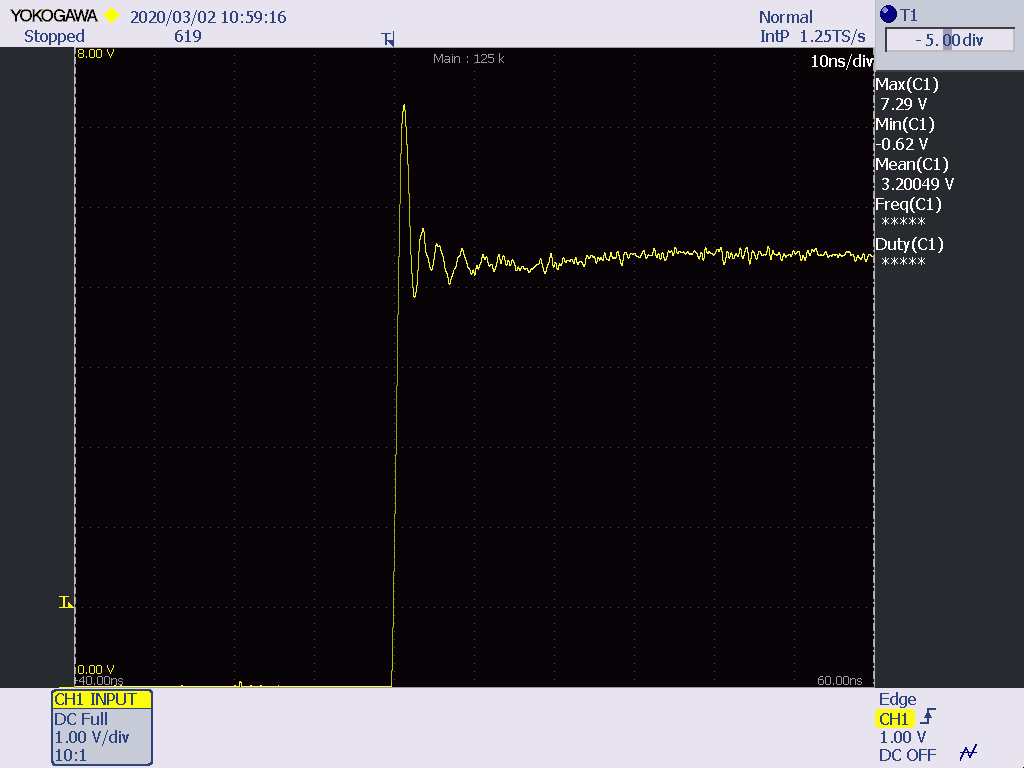 YOKOGAWA 2020/03/02 10:59:16 Normal T1
Stopped 619 IntP 1.25TS/s
T
- 5.00div
8.00 V Main : 125 k 10ns/div
Max(C1)
7.29 V
Min(C1)
-0.62 V
Mean(C1)
3.20049 V
Freq(C1)
*****
Duty(C1)
*****
T
0.00 V
-40.00ns 60.00ns
CH1 INPUT
DC Full
1.00 V/div
10:1
Edge
CH1
1.00 V
DC OFF